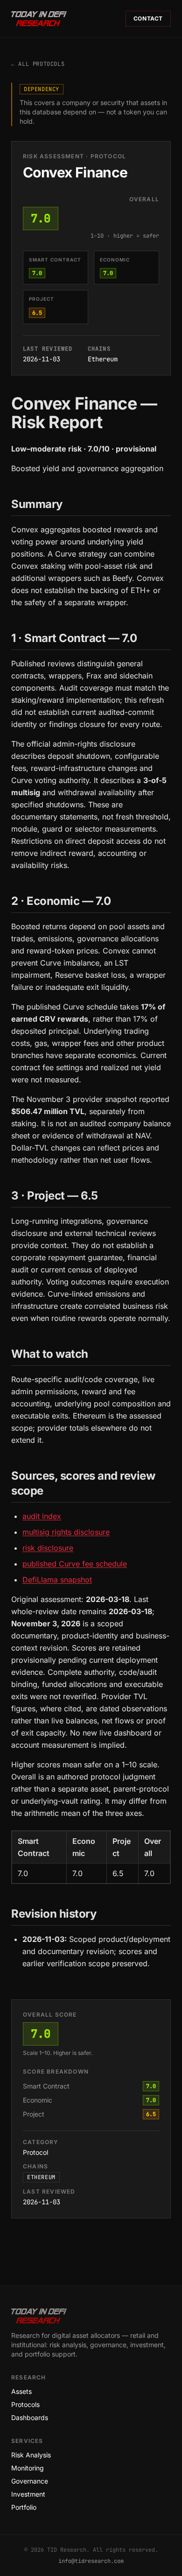 TODAY IN DEFI
RESEARCH
CONTACT
← ALL PROTOCOLS
DEPENDENCY
This covers a company or security that assets in
this database depend on — not a token you can
hold.
RISK ASSESSMENT · PROTOCOL
Convex Finance
OVERALL
7.0
1–10 · higher = safer
SMART CONTRACT
7.0
ECONOMIC
7.0
PROJECT
6.5
LAST REVIEWED
2026-11-03
CHAINS
Ethereum
Convex Finance —
Risk Report
Low–moderate risk · 7.0/10 · provisional
Boosted yield and governance aggregation
Summary
Convex aggregates boosted rewards and
voting power around underlying yield
positions. A Curve strategy can combine
Convex staking with pool-asset risk and
additional wrappers such as Beefy. Convex
does not establish the backing of ETH+ or
the safety of a separate wrapper.
1 · Smart Contract — 7.0
Published reviews distinguish general
contracts, wrappers, Frax and sidechain
components. Audit coverage must match the
staking/reward implementation; this refresh
did not establish current audited-commit
identity or findings closure for every route.
The official admin-rights disclosure
describes deposit shutdown, configurable
fees, reward-infrastructure changes and
Curve voting authority. It describes a 3-of-5
multisig and withdrawal availability after
specified shutdowns. These are
documentary statements, not fresh threshold,
module, guard or selector measurements.
Restrictions on direct deposit access do not
remove indirect reward, accounting or
availability risks.
2 · Economic — 7.0
Boosted returns depend on pool assets and
trades, emissions, governance allocations
and reward-token prices. Convex cannot
prevent Curve imbalance, an LST
impairment, Reserve basket loss, a wrapper
failure or inadequate exit liquidity.
The published Curve schedule takes 17% of
earned CRV rewards, rather than 17% of
deposited principal. Underlying trading
costs, gas, wrapper fees and other product
branches have separate economics. Current
contract fee settings and realized net yield
were not measured.
The November 3 provider snapshot reported
$506.47 million TVL, separately from
staking. It is not an audited company balance
sheet or evidence of withdrawal at NAV.
Dollar-TVL changes can reflect prices and
methodology rather than net user flows.
3 · Project — 6.5
Long-running integrations, governance
disclosure and external technical reviews
provide context. They do not establish a
complete corporate repayment guarantor,
financial audit or current census of deployed
authority. Voting outcomes require execution
evidence. Curve-linked emissions and
infrastructure create correlated business risk
even when routine rewards operate normally.
What to watch
Route-specific audit/code coverage, live
admin permissions, reward and fee
accounting, underlying pool composition and
executable exits. Ethereum is the assessed
scope; provider totals elsewhere do not
extend it.
Sources, scores and review
scope
• audit index
• multisig rights disclosure
• risk disclosure
• published Curve fee schedule
• DefiLlama snapshot
Original assessment: 2026-03-18. Last
whole-review date remains 2026-03-18;
November 3, 2026 is a scoped
documentary, product-identity and business-
context revision. Scores are retained
provisionally pending current deployment
evidence. Complete authority, code/audit
binding, funded allocations and executable
exits were not reverified. Provider TVL
figures, where cited, are dated observations
rather than live balances, net flows or proof
of exit capacity. No new live dashboard or
account measurement is implied.
Higher scores mean safer on a 1–10 scale.
Overall is an authored protocol judgment
rather than a separate asset, parent-protocol
or underlying-vault rating. It may differ from
the arithmetic mean of the three axes.
Smart Contract Economic Project Overall
7.0 7.0 6.5 7.0
Revision history
• 2026-11-03: Scoped product/deployment
and documentary revision; scores and
earlier verification scope preserved.
OVERALL SCORE
7.0
Scale 1–10. Higher is safer.
SCORE BREAKDOWN
Smart Contract 7.0
Economic 7.0
Project 6.5
CATEGORY
Protocol
CHAINS
ETHEREUM
LAST REVIEWED
2026-11-03
TODAY IN DEFI
RESEARCH
Research for digital asset allocators — retail and
institutional: risk analysis, governance, investment,
and portfolio support.
RESEARCH
Assets
Protocols
Dashboards
SERVICES
Risk Analysis
Monitoring
Governance
Investment
Portfolio
© 2026 TID Research. All rights reserved.
info@tidresearch.com